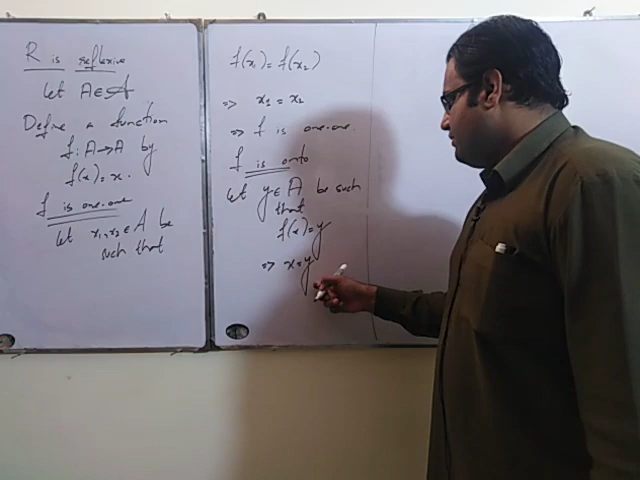 R is reflexive
Let A ∈ 𝒜
Define a function
f: A → A by
f(x) = x.
f is one-one
Let x₁, x₂ ∈ A be
such that
f(x₁) = f(x₂)
⇒ x₁ = x₂
⇒ f is one-one.
f is onto
Let y ∈ A be such
that
f(x) = y
⇒ x = y